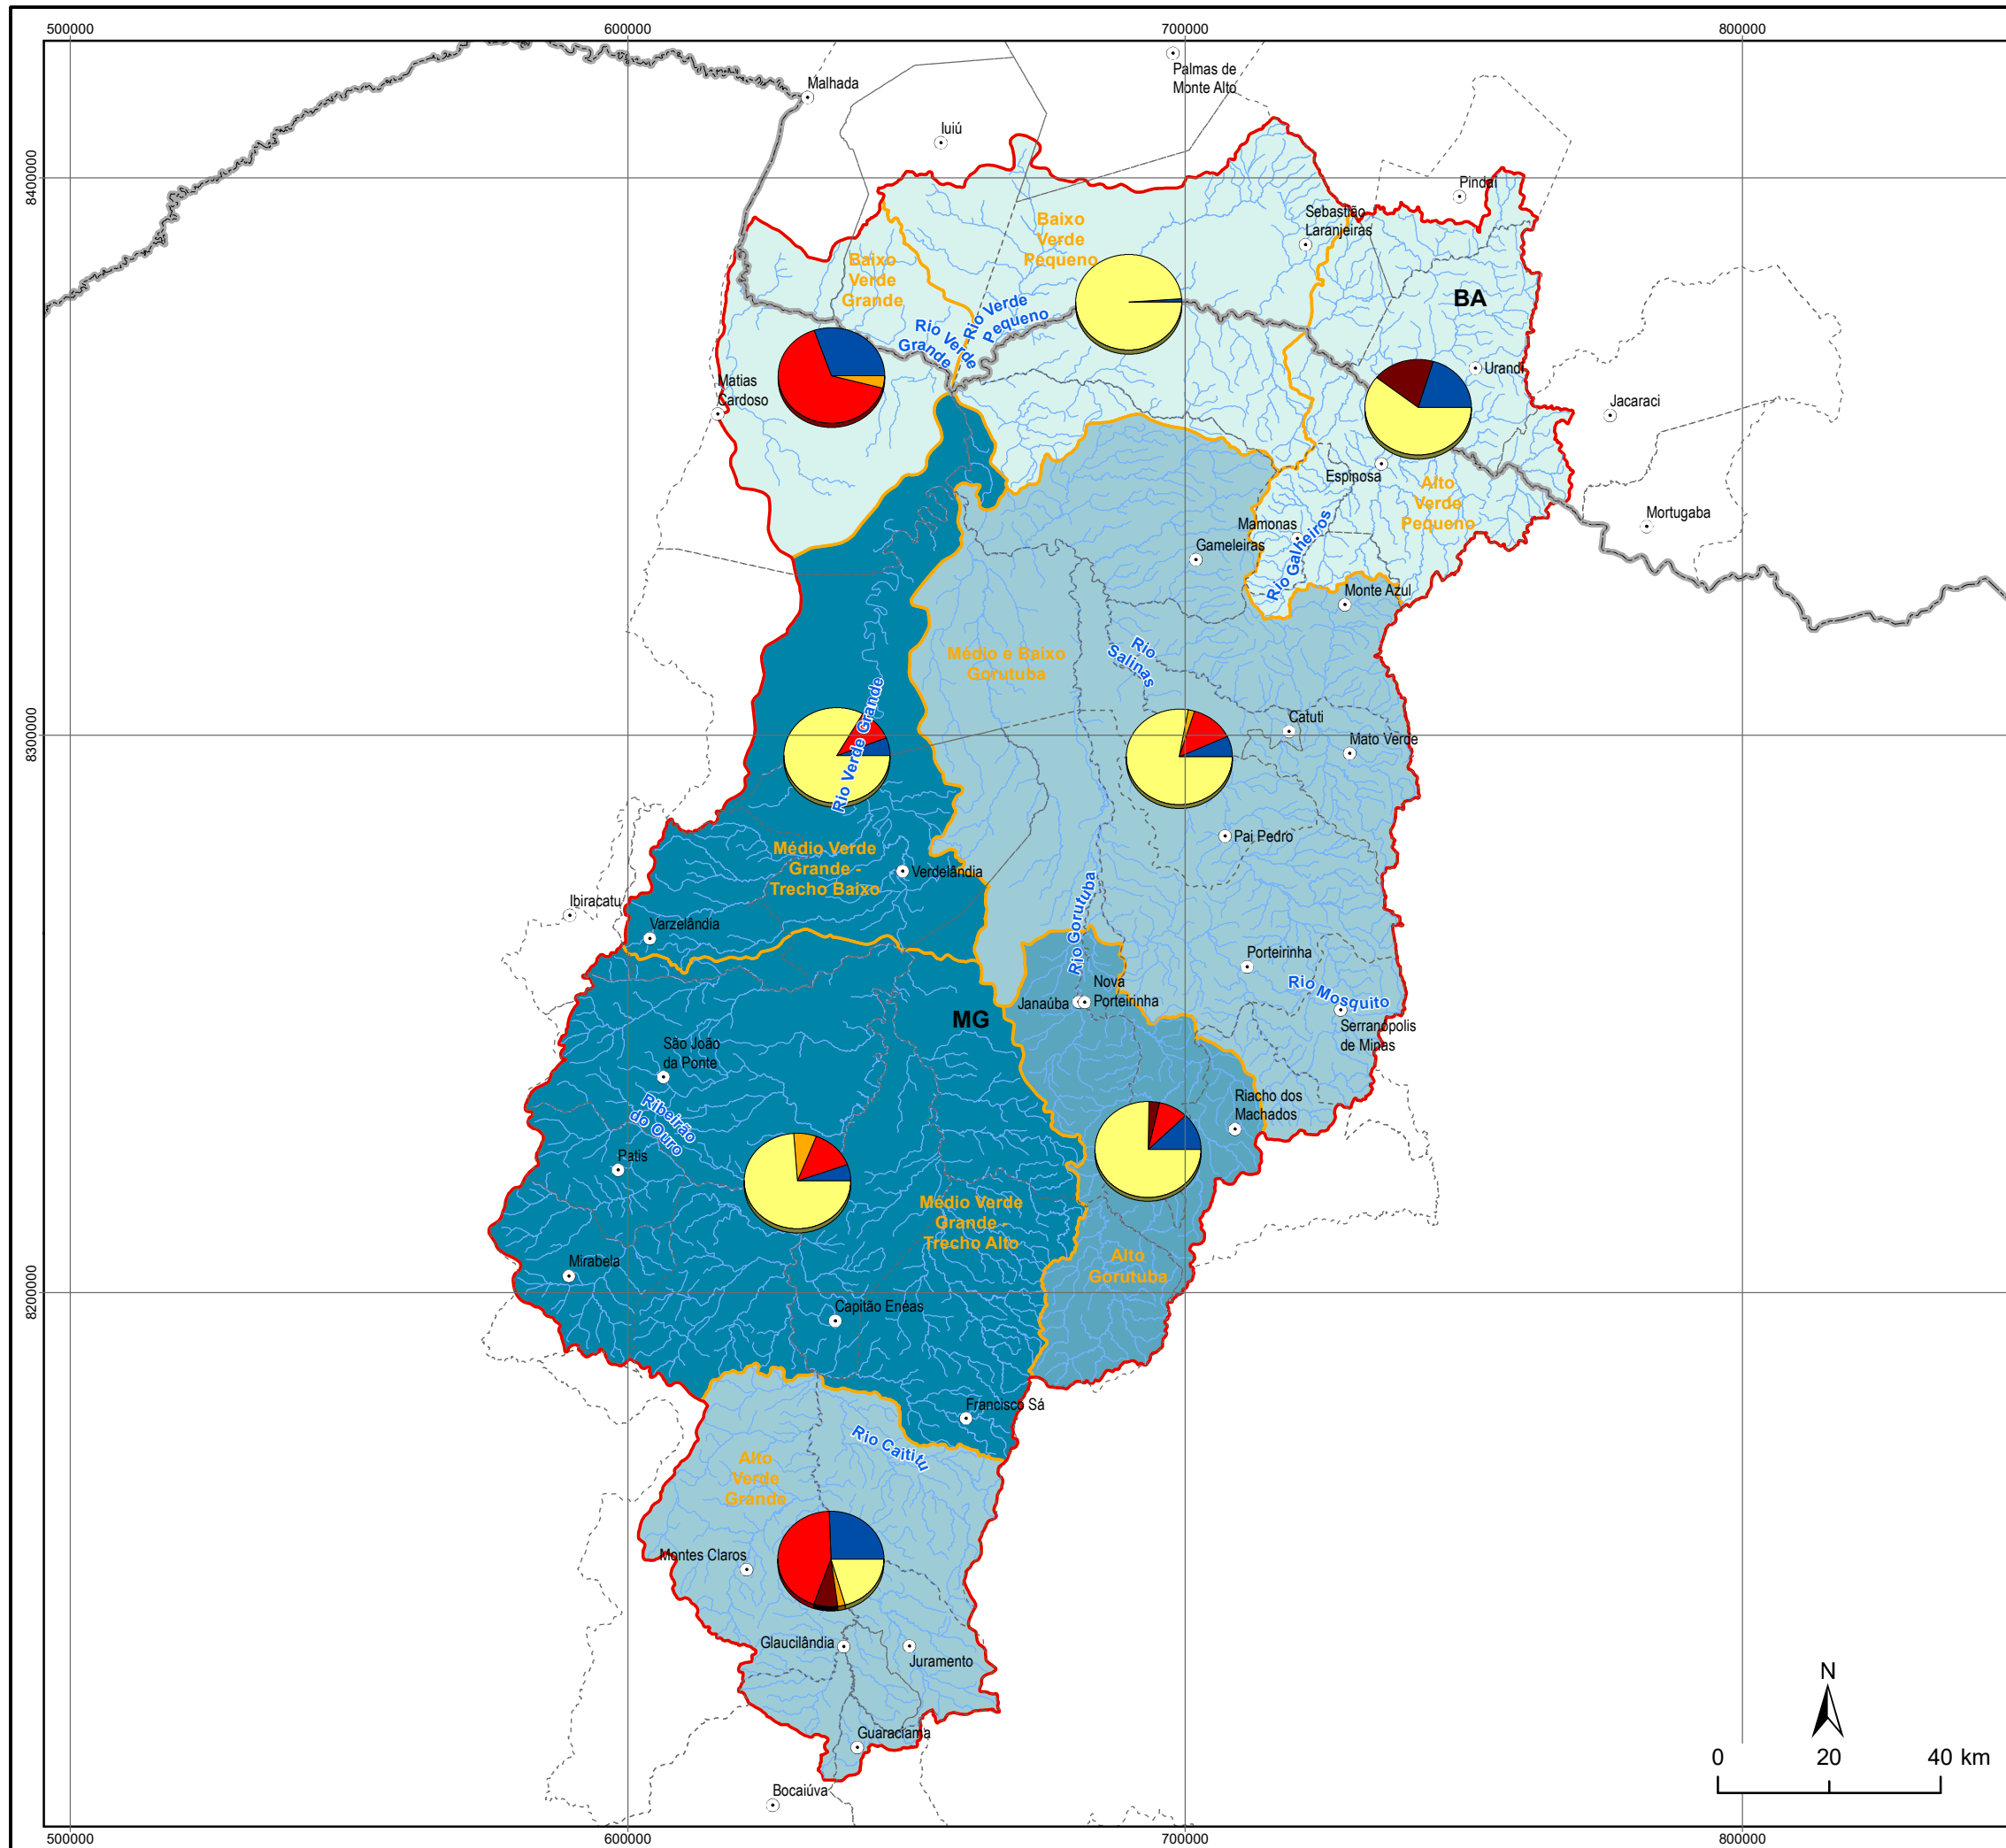 500000
600000
700000
800000
Malhada
Palmas de
Monte Alto
Iuiú
8400000
Pindaí
Sebastião
Laranjeiras
Baixo
Verde
Pequeno
Baixo
Verde
Grande
BA
Rio Verde
Pequeno
Rio Verde
Grande
Urandi
Matias
Cardoso
Jacaraci
Espinosa
Alto
Verde
Pequeno
Mortugaba
Mamonas
Gameleiras
Rio Galheiros
Monte Azul
Médio e Baixo
Gorutuba
Rio
Salinas
Rio Verde Grande
8300000
Catuti
Mato Verde
Pai Pedro
Médio Verde
Grande -
Trecho Baixo
Verdelândia
Ibiracatu
Varzelândia
Rio Gorutuba
Porteirinha
Rio Mosquito
Nova
Porteirinha
Janaúba
MG
Serranópolis
de Minas
São João
da Ponte
Ribeirão
do Ouro
Riacho dos
Machados
Patis
Médio Verde
Grande -
Trecho Alto
Alto
Gorutuba
Mirabela
8200000
Capitão Enéas
Francisco Sá
Rio Caititu
Alto
Verde
Grande
Montes Claros
Glaucilândia
Juramento
Guaraciama
Bocaiúva
N
0 20 40 km
500000
600000
700000
800000